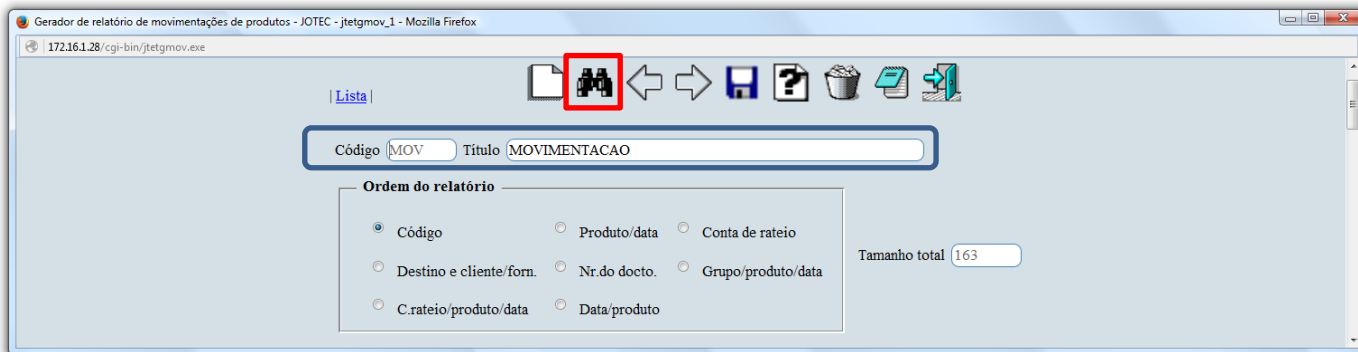 Gerador de relatório de movimentações de produtos - JOTEC - jtetgmov_1 - Mozilla Firefox
172.16.1.28/cgi-bin/jtetgmov.exe
| Lista |
Código MOV Título MOVIMENTACAO
Ordem do relatório
Código Produto/data Conta de rateio
Destino e cliente/forn. Nr.do docto. Grupo/produto/data
C.rateio/produto/data Data/produto
Tamanho total 163